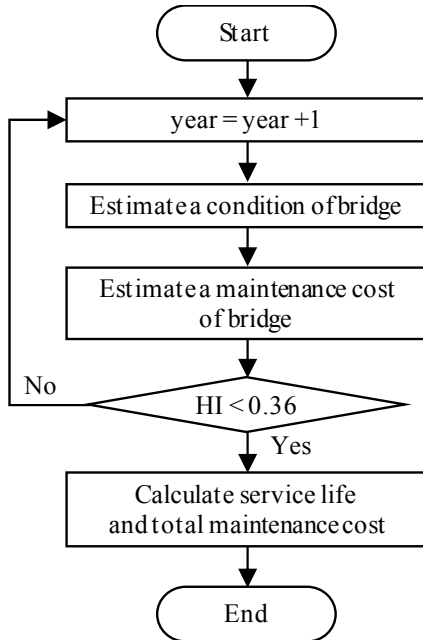 Start
year = year +1
Estimate a condition of bridge
Estimate a maintenance cost
of bridge
No
HI < 0.36
Yes
Calculate service life
and total maintenance cost
End